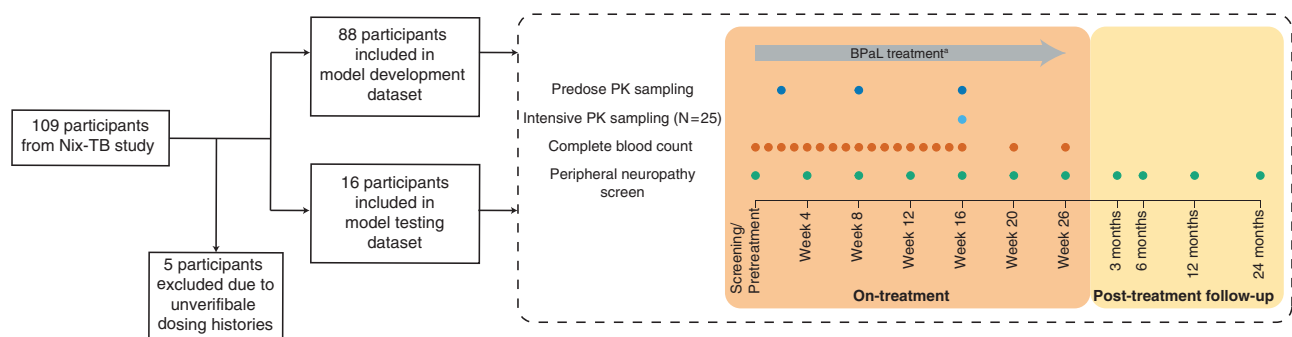 109 participants
from Nix-TB study
88 participants
included in
model development
dataset
16 participants
included in
model testing
dataset
5 participants
excluded due to
unverifibale
dosing histories
BPaL treatmentᵃ
Predose PK sampling
Intensive PK sampling (N=25)
Complete blood count
Peripheral neuropathy
screen
Screening/
Pretreatment
Week 4
Week 8
Week 12
Week 16
Week 20
Week 26
3 months
6 months
12 months
24 months
On-treatment
Post-treatment follow-up